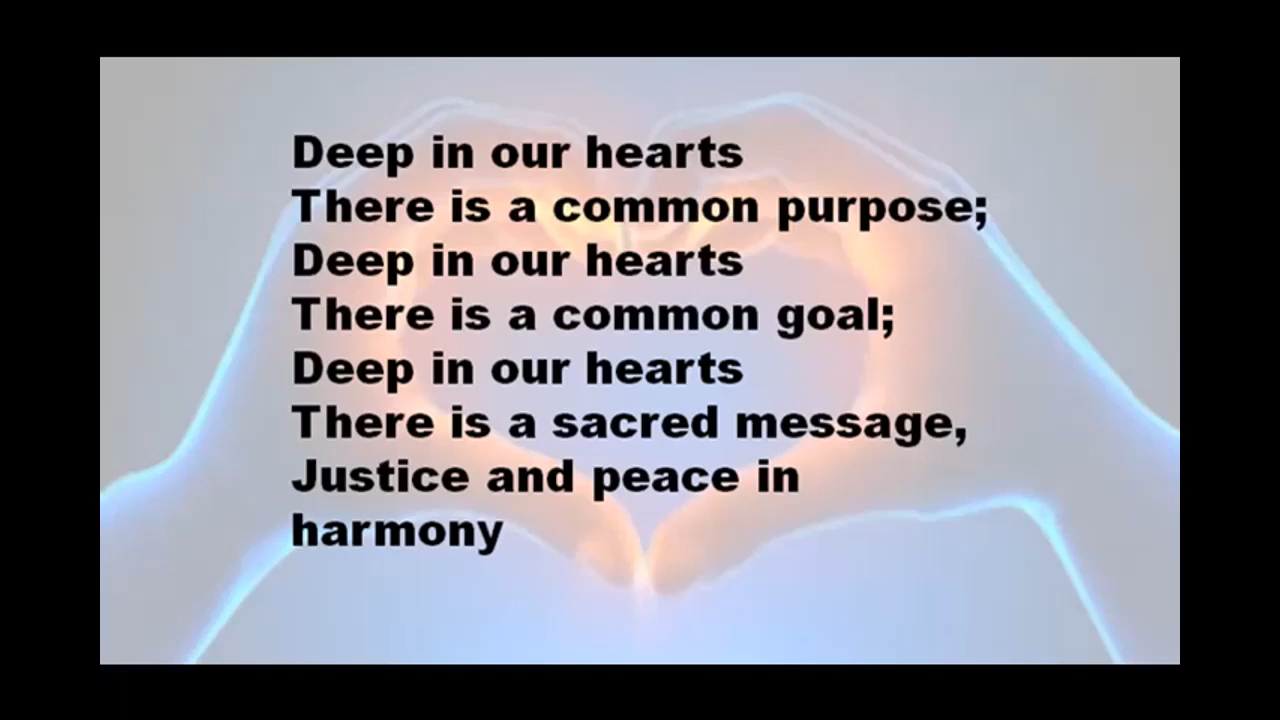 Deep in our hearts
There is a common purpose;
Deep in our hearts
There is a common goal;
Deep in our hearts
There is a sacred message,
Justice and peace in
harmony